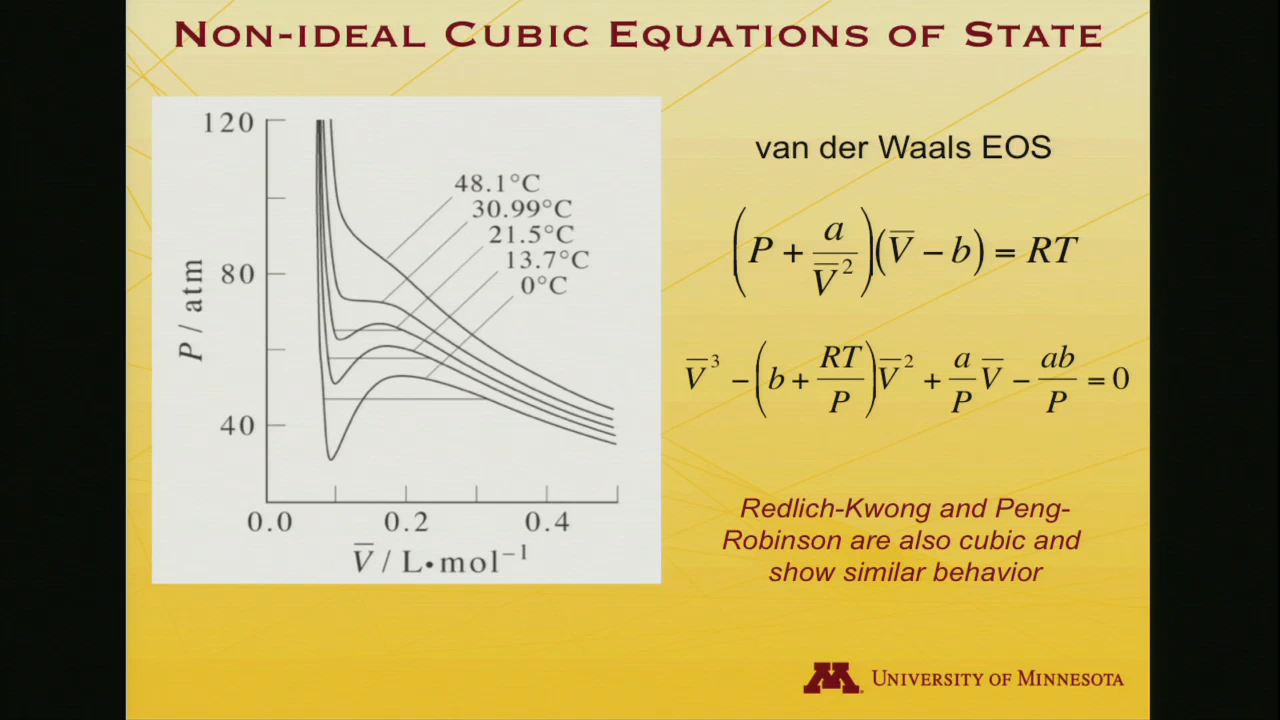 NON-IDEAL CUBIC EQUATIONS OF STATE
120
80
40
P / atm
48.1°C
30.99°C
21.5°C
13.7°C
0°C
0.0 0.2 0.4
V̅ / L•mol⁻¹
van der Waals EOS
(P + a/V̅²)(V̅ − b) = RT
V̅³ − (b + RT/P)V̅² + a/P V̅ − ab/P = 0
Redlich-Kwong and Peng-
Robinson are also cubic and
show similar behavior
M UNIVERSITY OF MINNESOTA